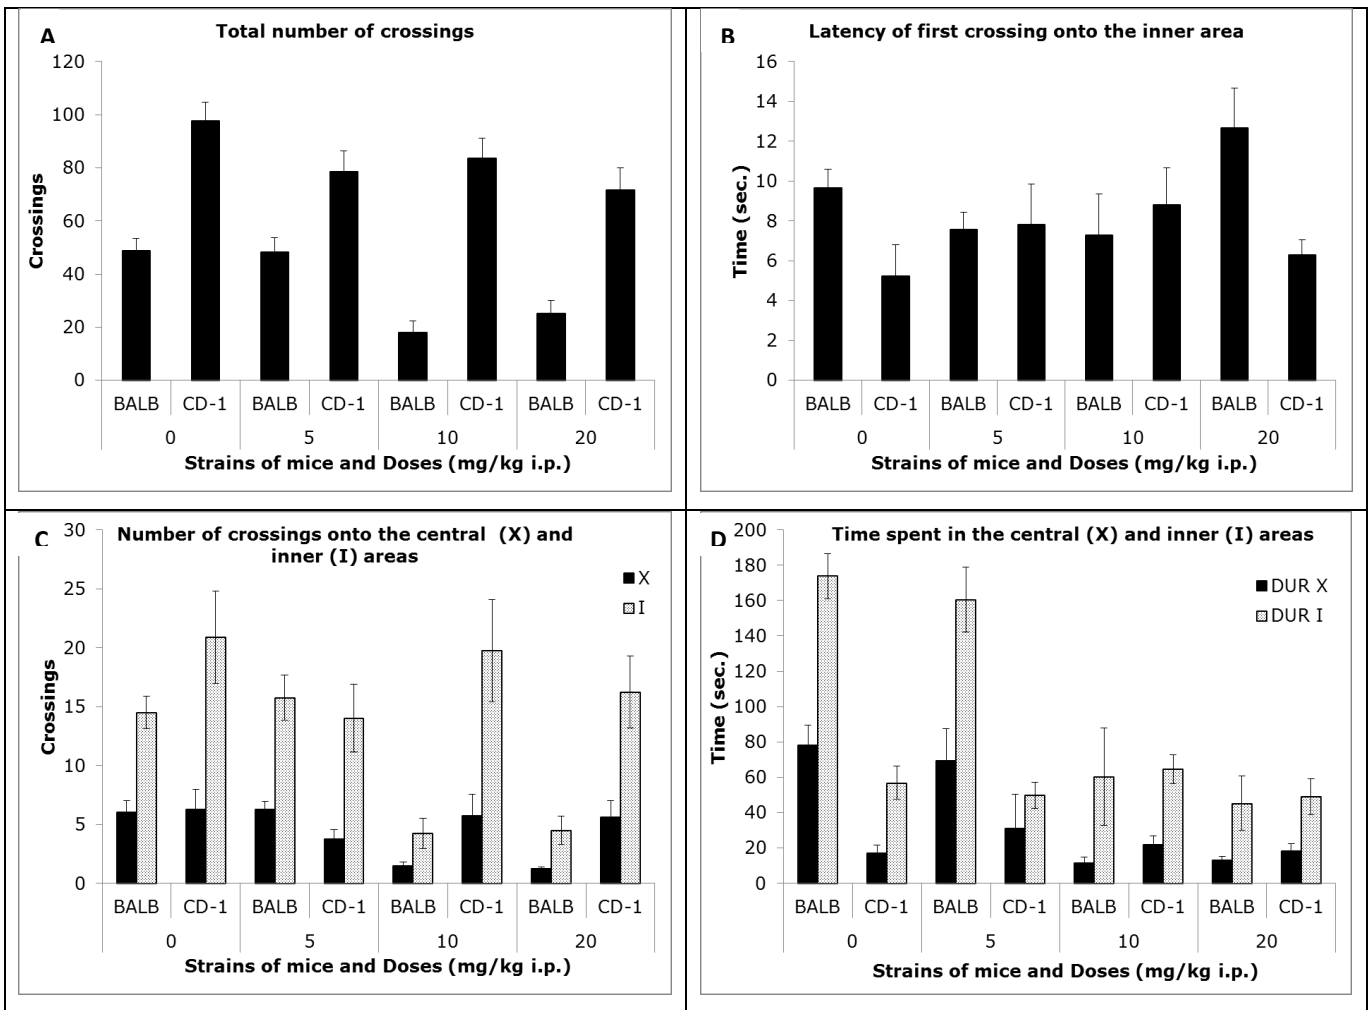 A
Total number of crossings
120
100
80
60
40
20
0
Crossings
BALB CD-1 BALB CD-1 BALB CD-1 BALB CD-1
0 5 10 20
Strains of mice and Doses (mg/kg i.p.)
B
Latency of first crossing onto the inner area
16
14
12
10
8
6
4
2
0
Time (sec.)
BALB CD-1 BALB CD-1 BALB CD-1 BALB CD-1
0 5 10 20
Strains of mice and Doses (mg/kg i.p.)
C
Number of crossings onto the central (X) and
inner (I) areas
X
I
30
25
20
15
10
5
0
Crossings
BALB CD-1 BALB CD-1 BALB CD-1 BALB CD-1
0 5 10 20
Strains of mice and Doses (mg/kg i.p.)
D
Time spent in the central (X) and inner (I) areas
DUR X
DUR I
200
180
160
140
120
100
80
60
40
20
0
Time (sec.)
BALB CD-1 BALB CD-1 BALB CD-1 BALB CD-1
0 5 10 20
Strains of mice and Doses (mg/kg i.p.)